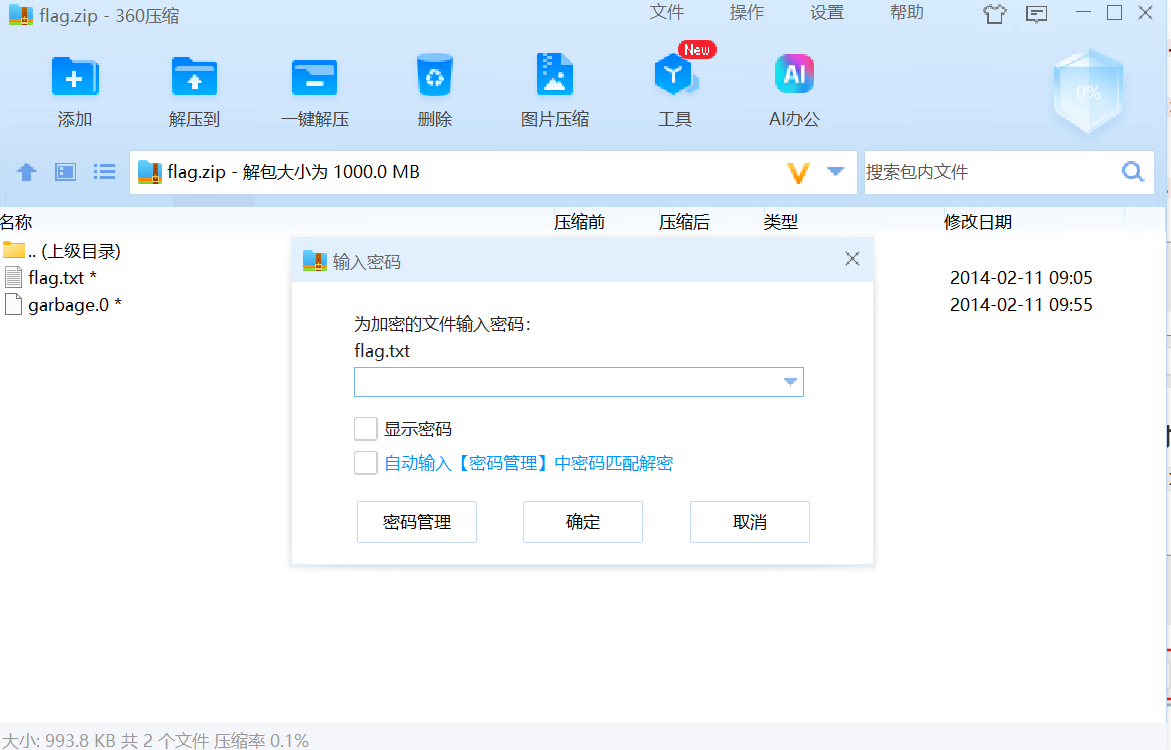 flag.zip - 360压缩
文件 操作 设置 帮助
New
AI
0%
添加 解压到 一键解压 删除 图片压缩 工具 AI办公
flag.zip - 解包大小为 1000.0 MB
搜索包内文件
名称 压缩前 压缩后 类型 修改日期
.. (上级目录)
flag.txt * 2014-02-11 09:05
garbage.0 * 2014-02-11 09:55
输入密码
为加密的文件输入密码:
flag.txt
显示密码
自动输入【密码管理】中密码匹配解密
密码管理 确定 取消
大小: 993.8 KB 共 2 个文件 压缩率 0.1%